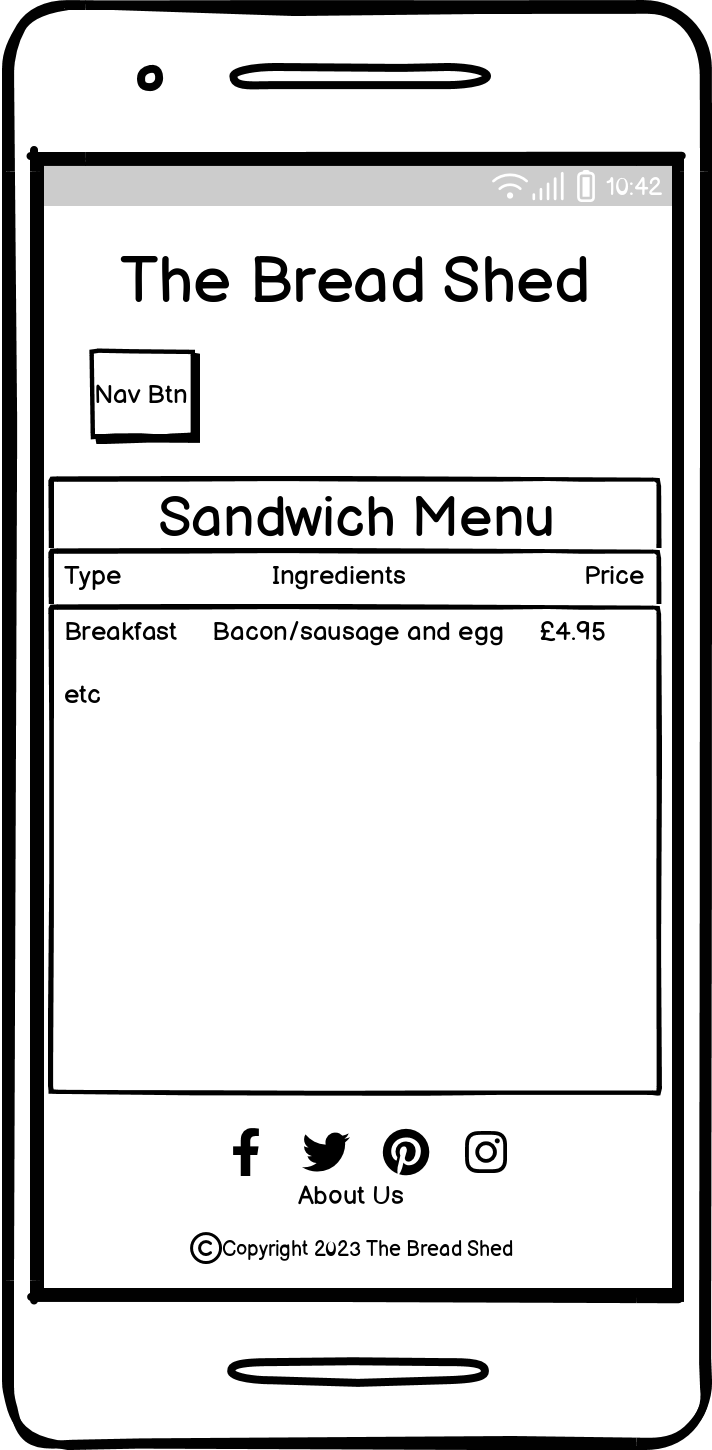 10:42
The Bread Shed
Nav Btn
Sandwich Menu
Type Ingredients Price
Breakfast Bacon/sausage and egg £4.95
etc
About Us
©Copyright 2023 The Bread Shed